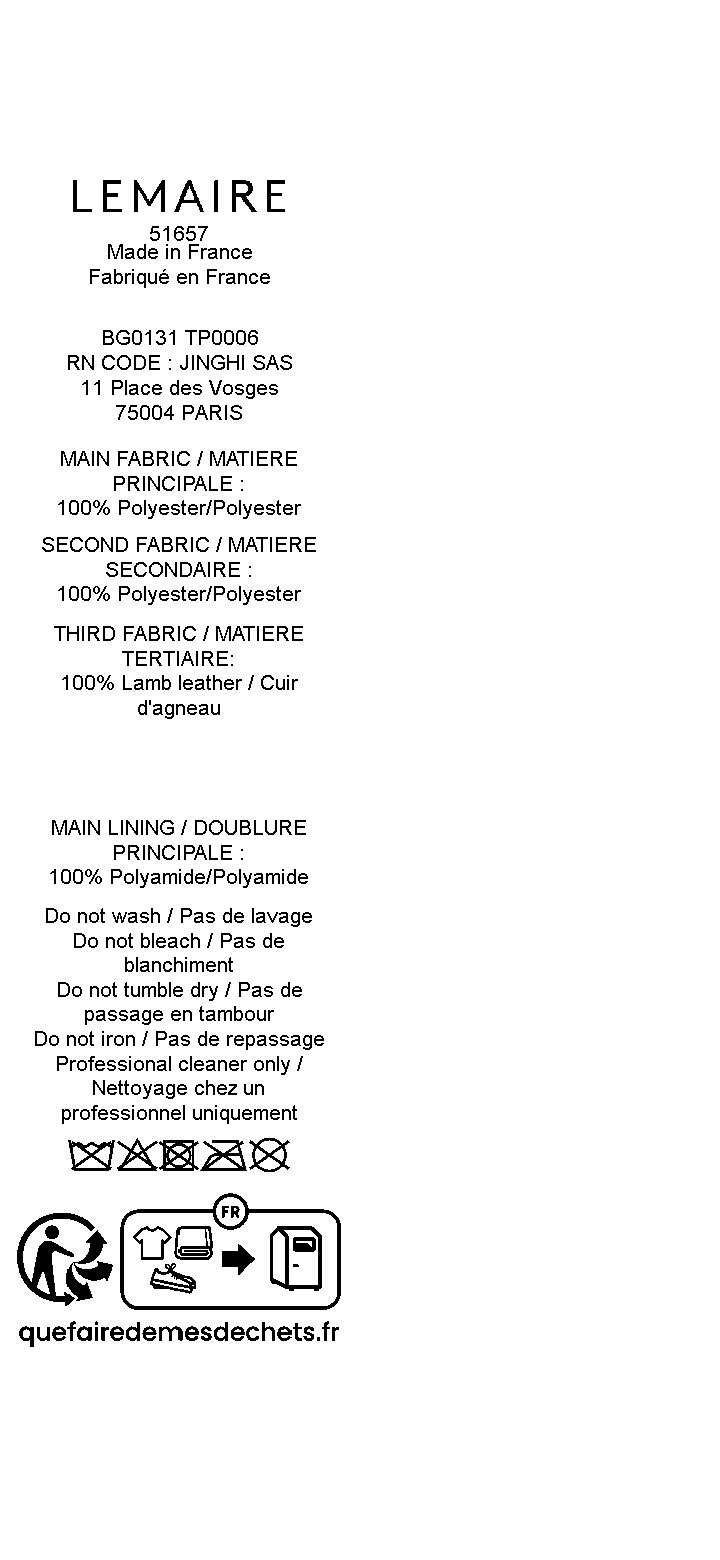 LEMAIRE
51657
Made in France
Fabriqué en France
BG0131 TP0006
RN CODE : JINGHI SAS
11 Place des Vosges
75004 PARIS
MAIN FABRIC / MATIERE
PRINCIPALE :
100% Polyester/Polyester
SECOND FABRIC / MATIERE
SECONDAIRE :
100% Polyester/Polyester
THIRD FABRIC / MATIERE
TERTIAIRE:
100% Lamb leather / Cuir
d'agneau
MAIN LINING / DOUBLURE
PRINCIPALE :
100% Polyamide/Polyamide
Do not wash / Pas de lavage
Do not bleach / Pas de
blanchiment
Do not tumble dry / Pas de
passage en tambour
Do not iron / Pas de repassage
Professional cleaner only /
Nettoyage chez un
professionnel uniquement
FR
quefairedemesdechets.fr